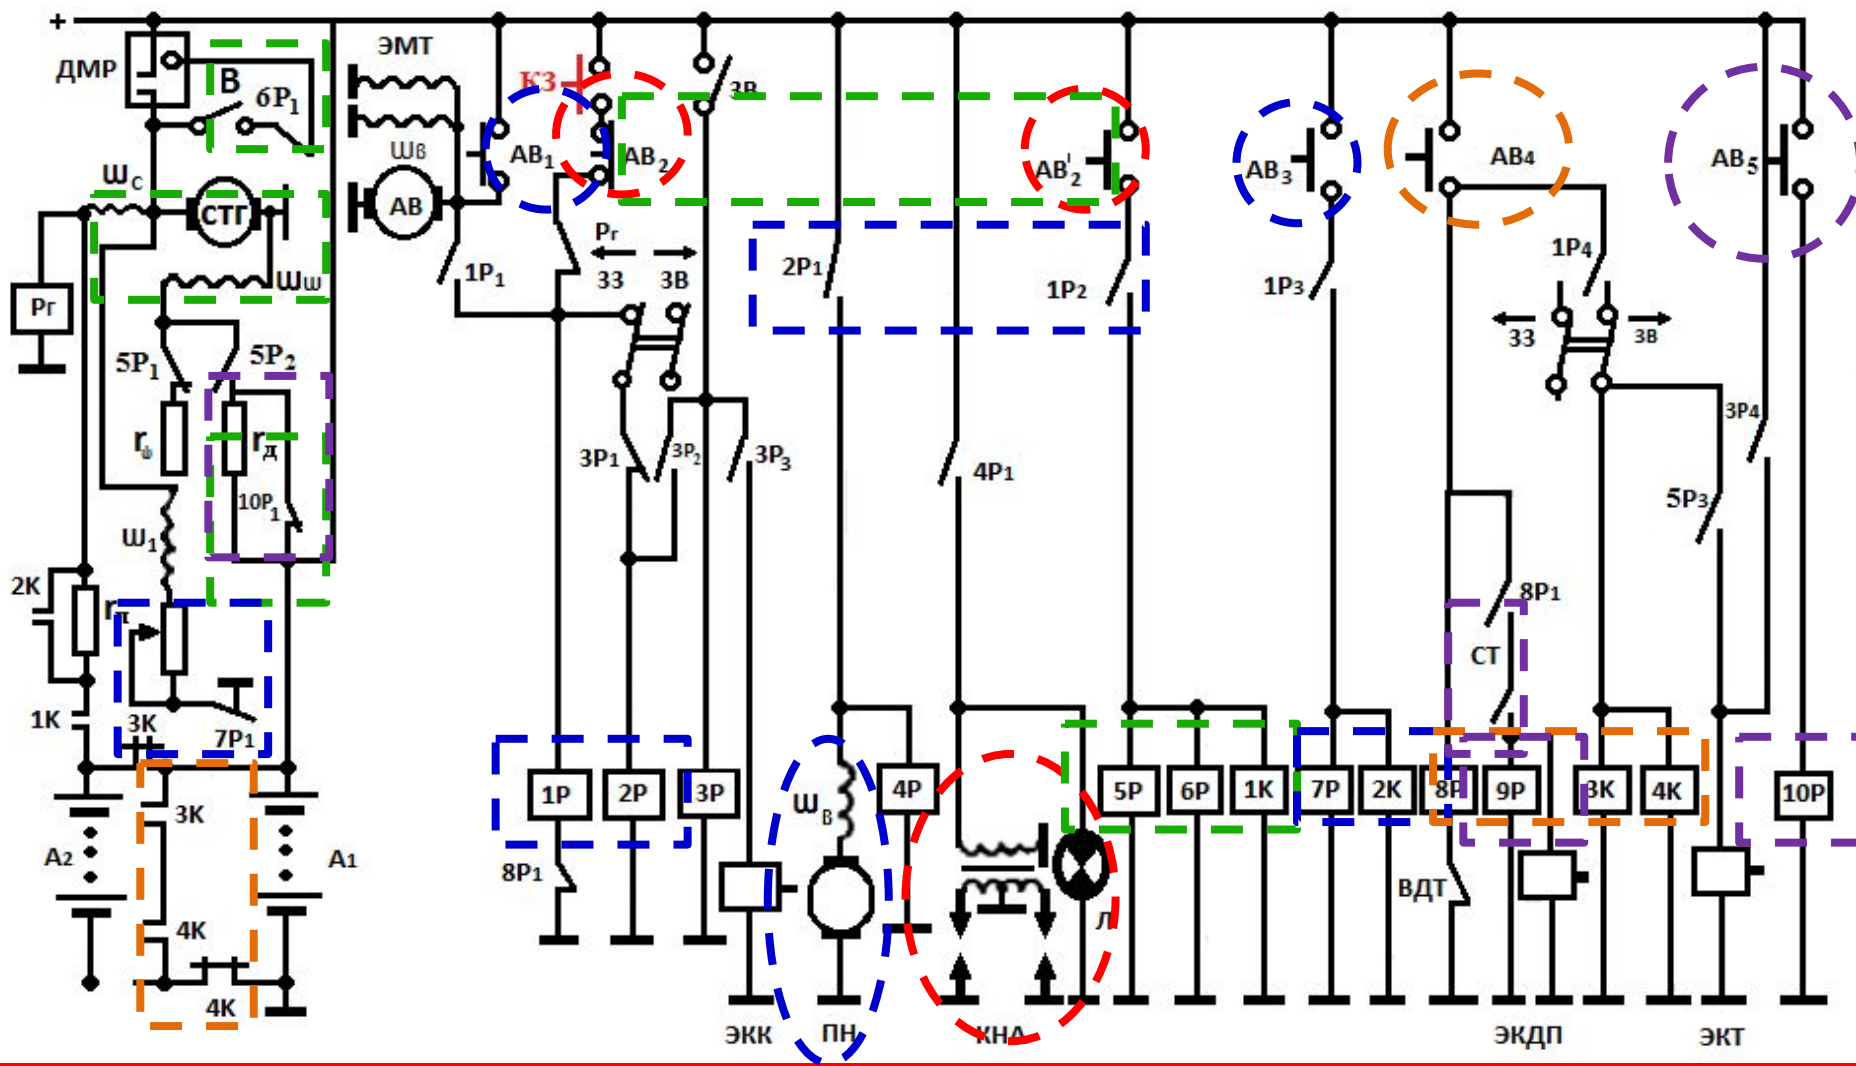 +
ДМР
В
6Р1
ЭМТ
КЗ
ЗВ
Шв
АВ
АВ1
АВ2
АВ'2
АВ3
АВ4
АВ5
Шс
СТГ
Шш
Рг
1Р1
Рг
ЗЗ
ЗВ
2Р1
1Р2
1Р3
1Р4
ЗЗ
ЗВ
5Р1
5Р2
rф
rд
10Р1
3Р1
3Р2
3Р3
4Р1
3Р4
5Р3
Ш1
2К
rп
8Р1
СТ
1К
3К
7Р1
1Р
2Р
3Р
ШВ
4Р
5Р
6Р
1К
7Р
2К
8Р
9Р
3К
4К
10Р
3К
А2
А1
8Р1
ВДТ
4К
Л
4К
ЭКК
ПН
КНА
ЭКДП
ЭКТ